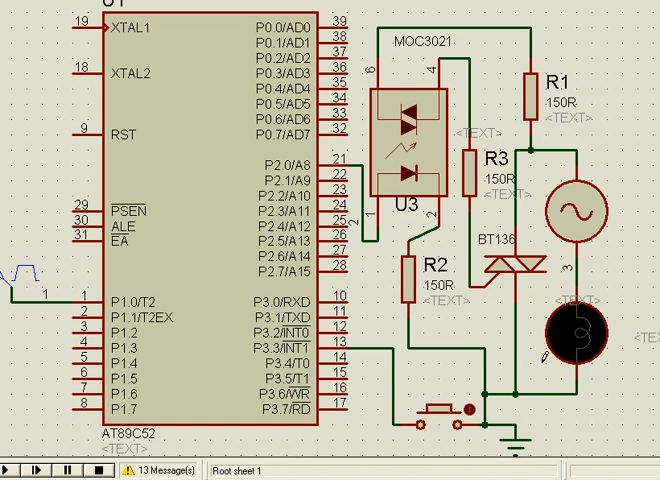 U1
19 XTAL1
18 XTAL2
9 RST
29 PSEN
30 ALE
31 EA
1 1 P1.0/T2
2 P1.1/T2EX
3 P1.2
4 P1.3
5 P1.4
6 P1.5
7 P1.6
8 P1.7
P0.0/AD0 39
P0.1/AD1 38
P0.2/AD2 37
P0.3/AD3 36
P0.4/AD4 35
P0.5/AD5 34
P0.6/AD6 33
P0.7/AD7 32
P2.0/A8 21
P2.1/A9 22
P2.2/A10 23
P2.3/A11 24
P2.4/A12 25
P2.5/A13 26
P2.6/A14 27
P2.7/A15 28
P3.0/RXD 10
P3.1/TXD 11
P3.2/INT0 12
P3.3/INT1 13
P3.4/T0 14
P3.5/T1 15
P3.6/WR 16
P3.7/RD 17
AT89C52
<TEXT>
MOC3021
6
4
1
2
2
U3
<TEXT>
R1
150R
<TEXT>
R3
150R
<TEXT>
R2
150R
<TEXT>
BT136
3
<TEXT>
<TE
13 Message(s)
Root sheet 1